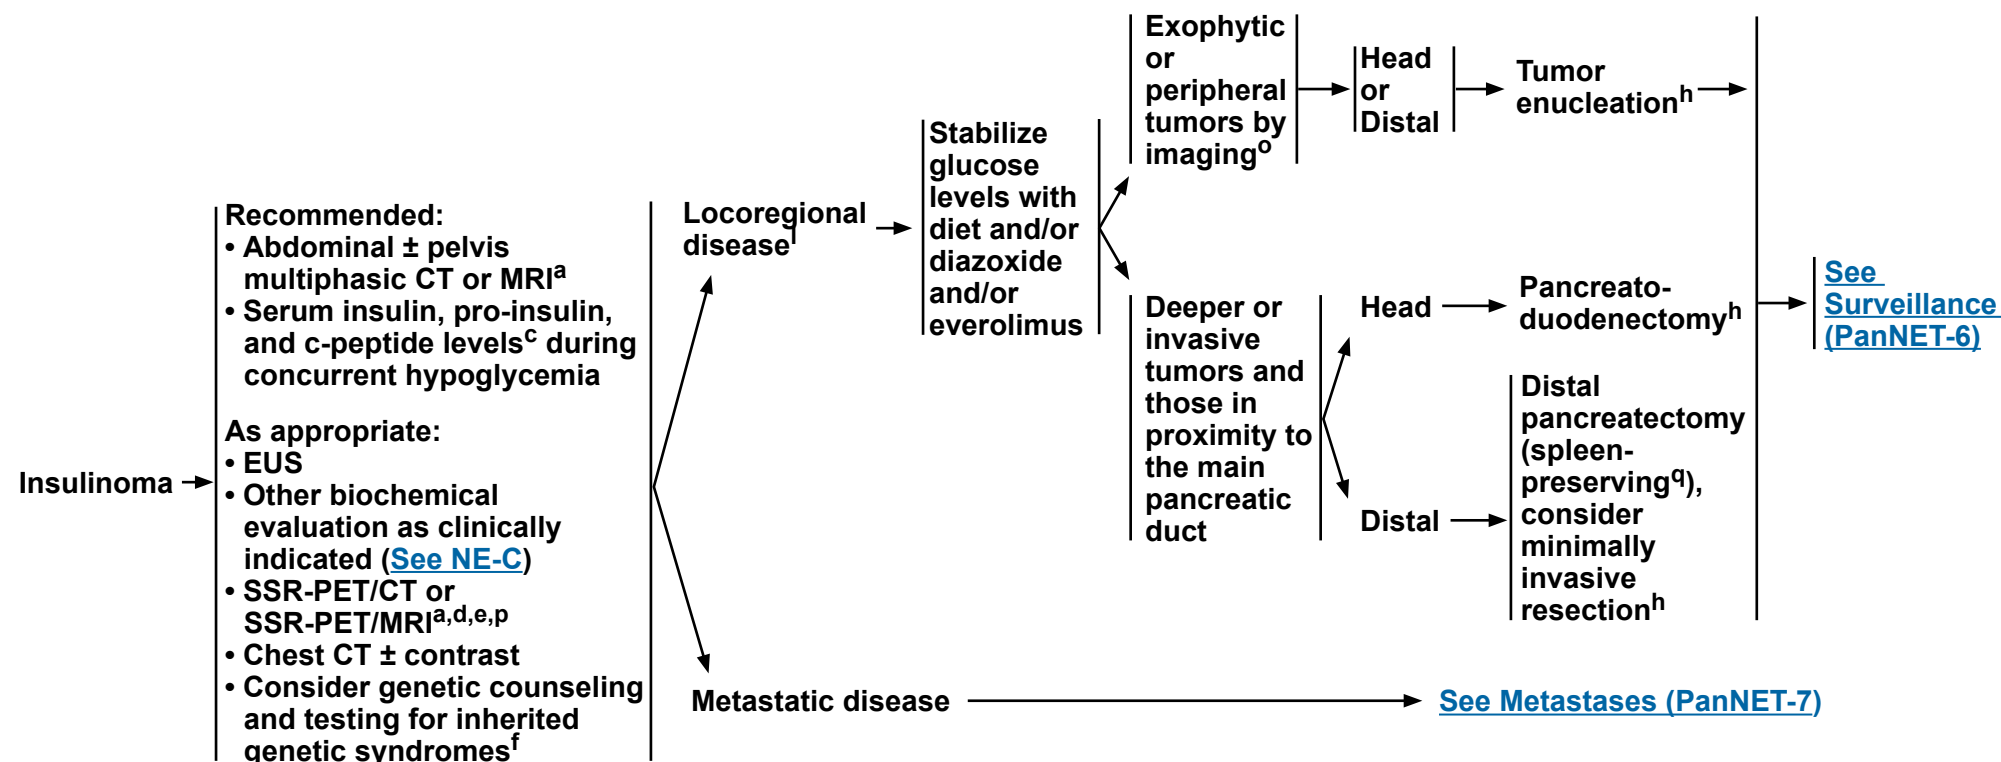 Insulinoma
Recommended:
• Abdominal ± pelvis
multiphasic CT or MRIa
• Serum insulin, pro-insulin,
and c-peptide levelsc during
concurrent hypoglycemia
As appropriate:
• EUS
• Other biochemical
evaluation as clinically
indicated (See NE-C)
• SSR-PET/CT or
SSR-PET/MRIa,d,e,p
• Chest CT ± contrast
• Consider genetic counseling
and testing for inherited
genetic syndromesf
Locoregional
diseasel
Stabilize
glucose
levels with
diet and/or
diazoxide
and/or
everolimus
Exophytic
or
peripheral
tumors by
imagingo
Head
or
Distal
Tumor
enucleationh
Deeper or
invasive
tumors and
those in
proximity to
the main
pancreatic
duct
Head
Pancreato-
duodenectomyh
Distal
Distal
pancreatectomy
(spleen-
preservingq),
consider
minimally
invasive
resectionh
See
Surveillance
(PanNET-6)
Metastatic disease
See Metastases (PanNET-7)